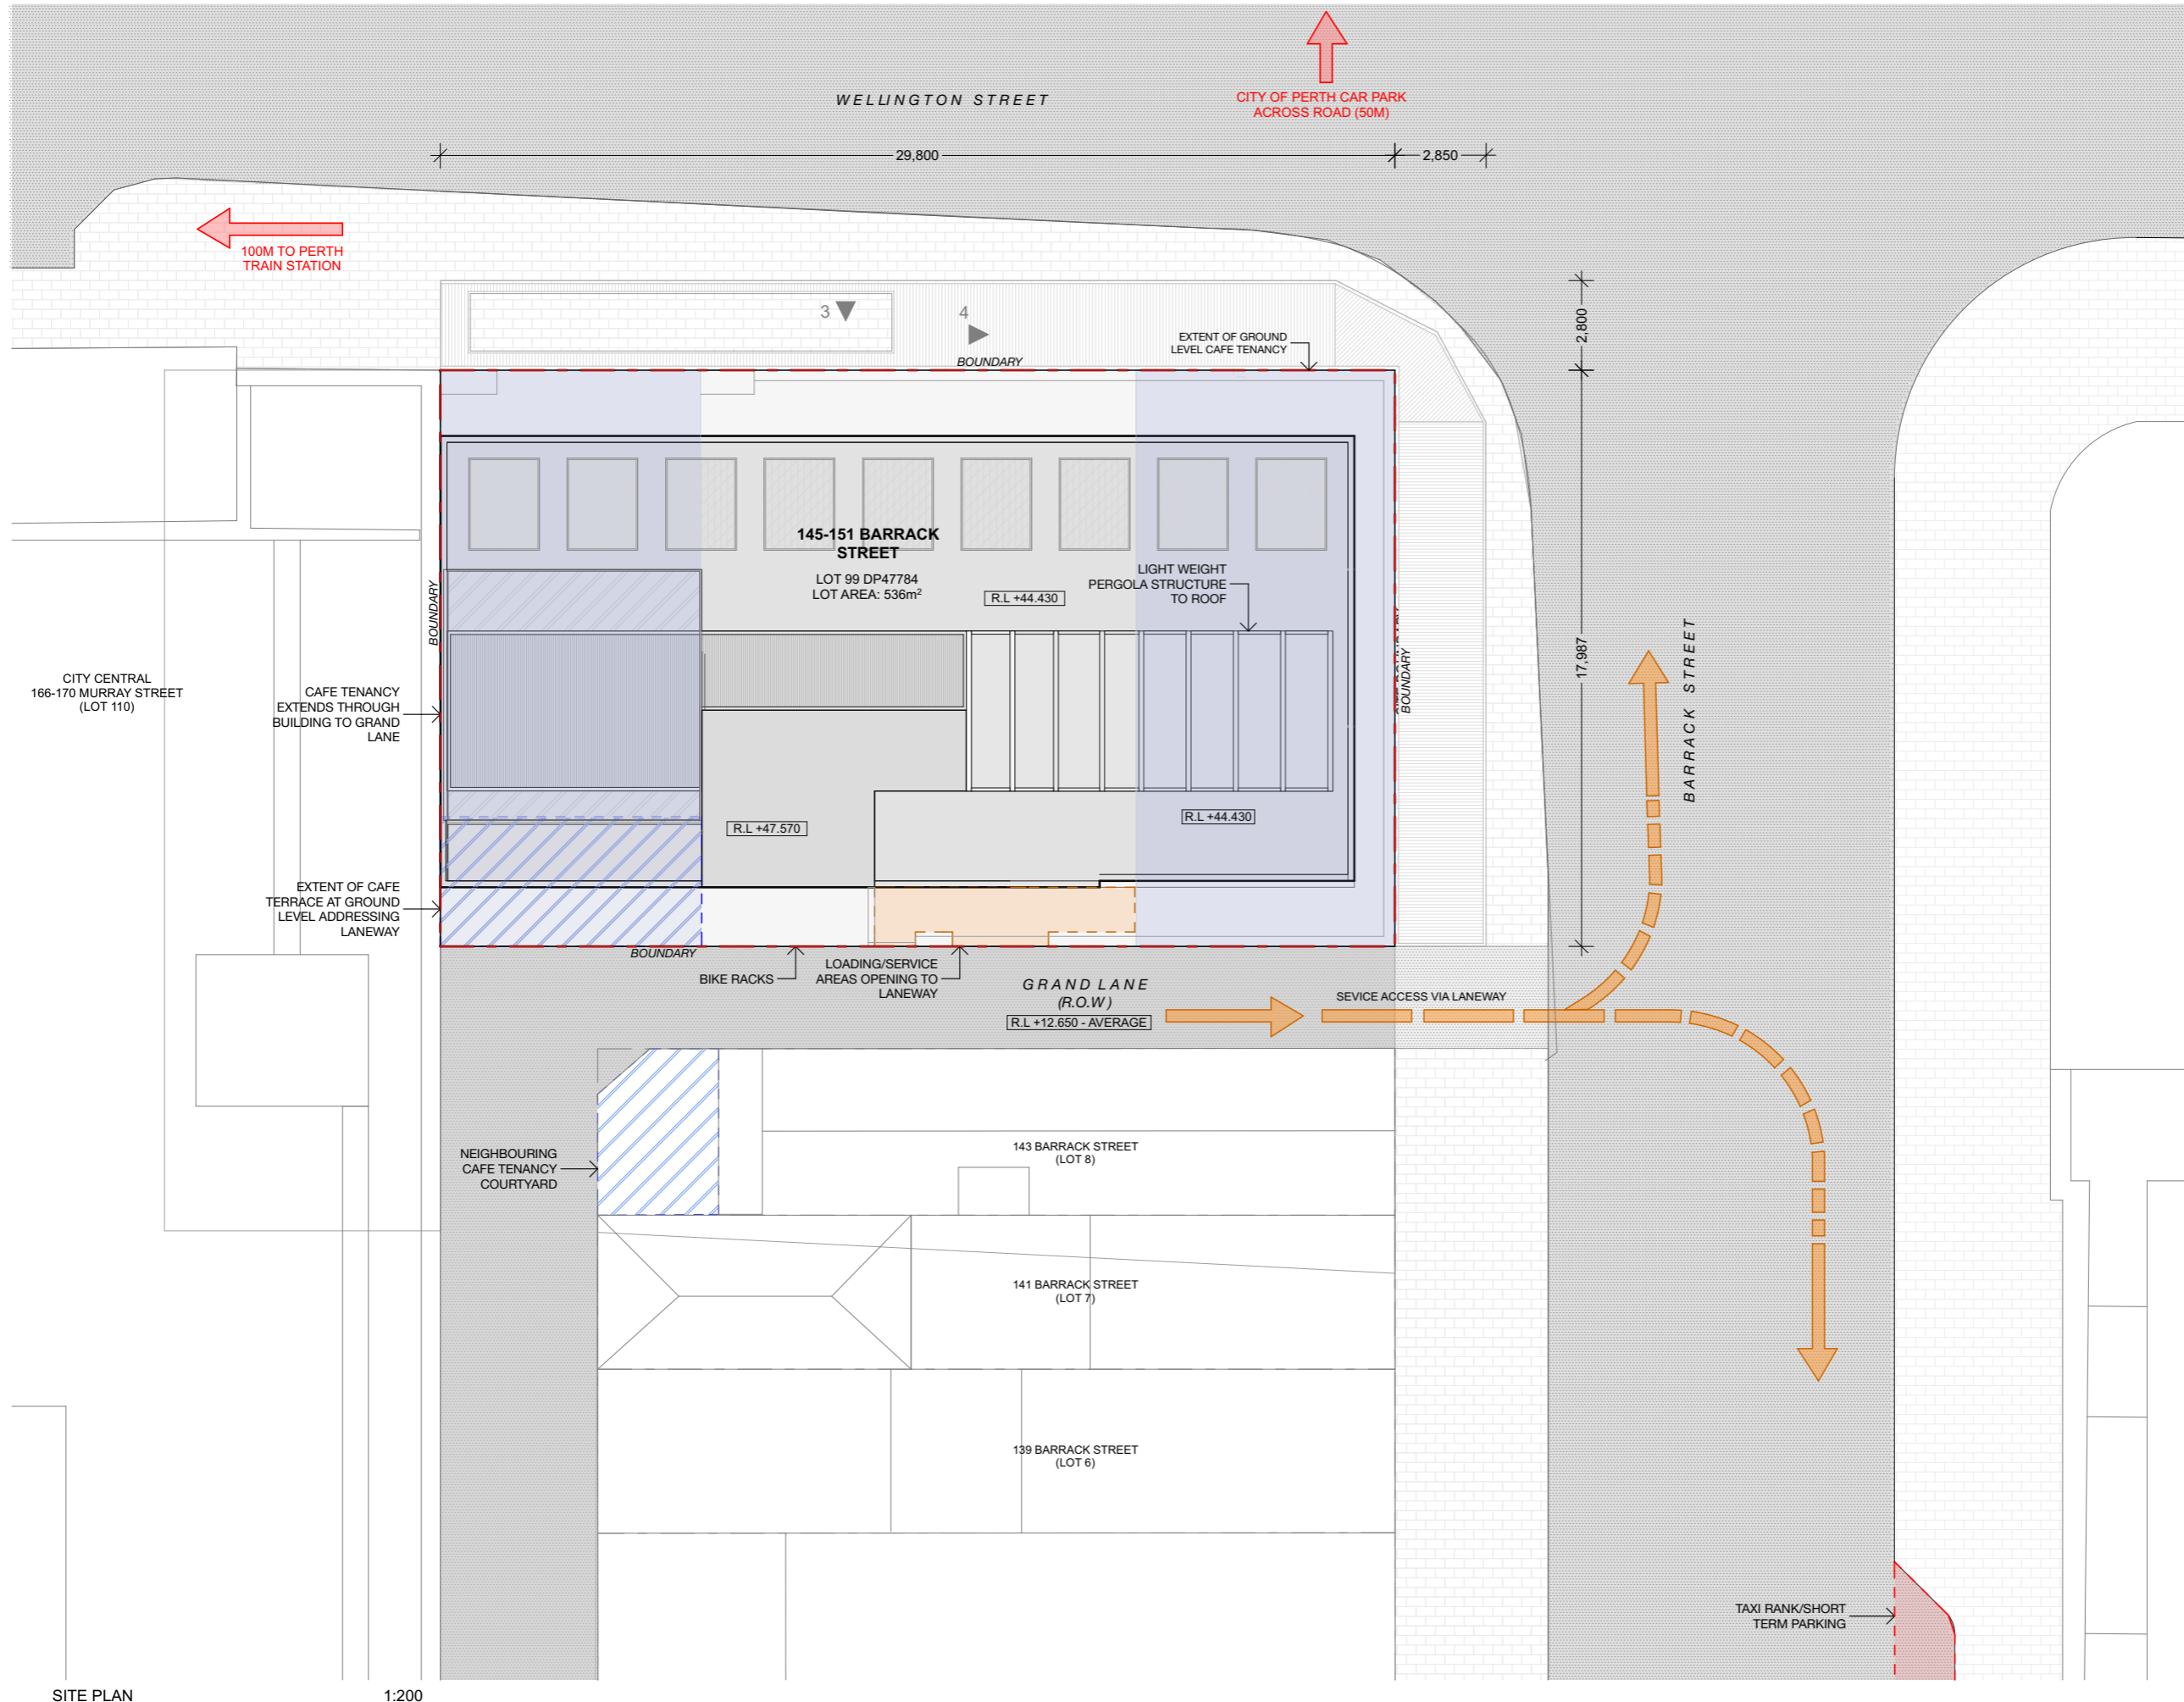 WELLINGTON STREET
CITY OF PERTH CAR PARK
ACROSS ROAD (50M)
29,800
2,850
100M TO PERTH
TRAIN STATION
3
4
2,800
EXTENT OF GROUND
LEVEL CAFE TENANCY
BOUNDARY
145-151 BARRACK
STREET
LOT 99 DP47784
LOT AREA: 536m²
R.L +44.430
LIGHT WEIGHT
PERGOLA STRUCTURE
TO ROOF
BOUNDARY
BOUNDARY
17,987
BARRACK STREET
CITY CENTRAL
166-170 MURRAY STREET
(LOT 110)
CAFE TENANCY
EXTENDS THROUGH
BUILDING TO GRAND
LANE
R.L +47.570
R.L +44.430
EXTENT OF CAFE
TERRACE AT GROUND
LEVEL ADDRESSING
LANEWAY
BOUNDARY
BIKE RACKS
LOADING/SERVICE
AREAS OPENING TO
LANEWAY
GRAND LANE
(R.O.W)
R.L +12.650 - AVERAGE
SEVICE ACCESS VIA LANEWAY
NEIGHBOURING
CAFE TENANCY
COURTYARD
143 BARRACK STREET
(LOT 8)
141 BARRACK STREET
(LOT 7)
139 BARRACK STREET
(LOT 6)
TAXI RANK/SHORT
TERM PARKING
SITE PLAN
1:200